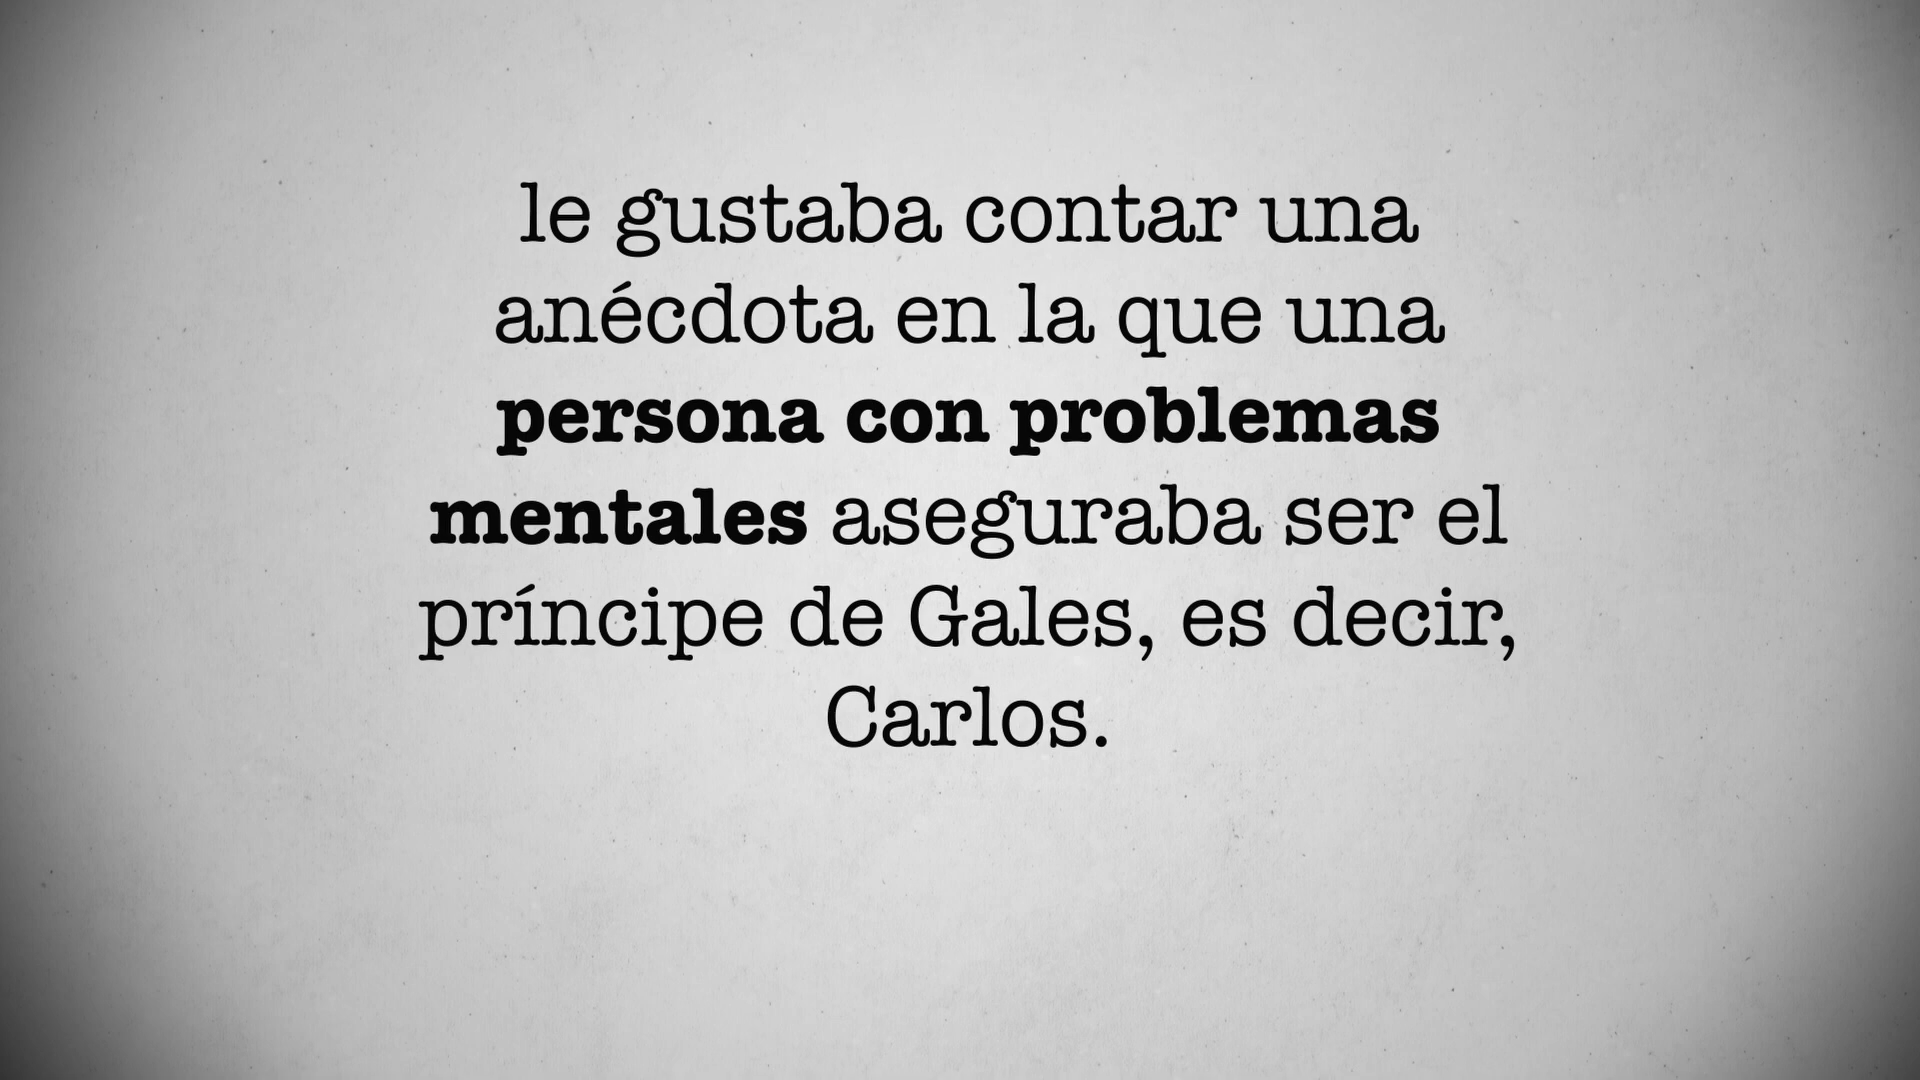 le gustaba contar una
anécdota en la que una
persona con problemas
mentales aseguraba ser el
príncipe de Gales, es decir,
Carlos.